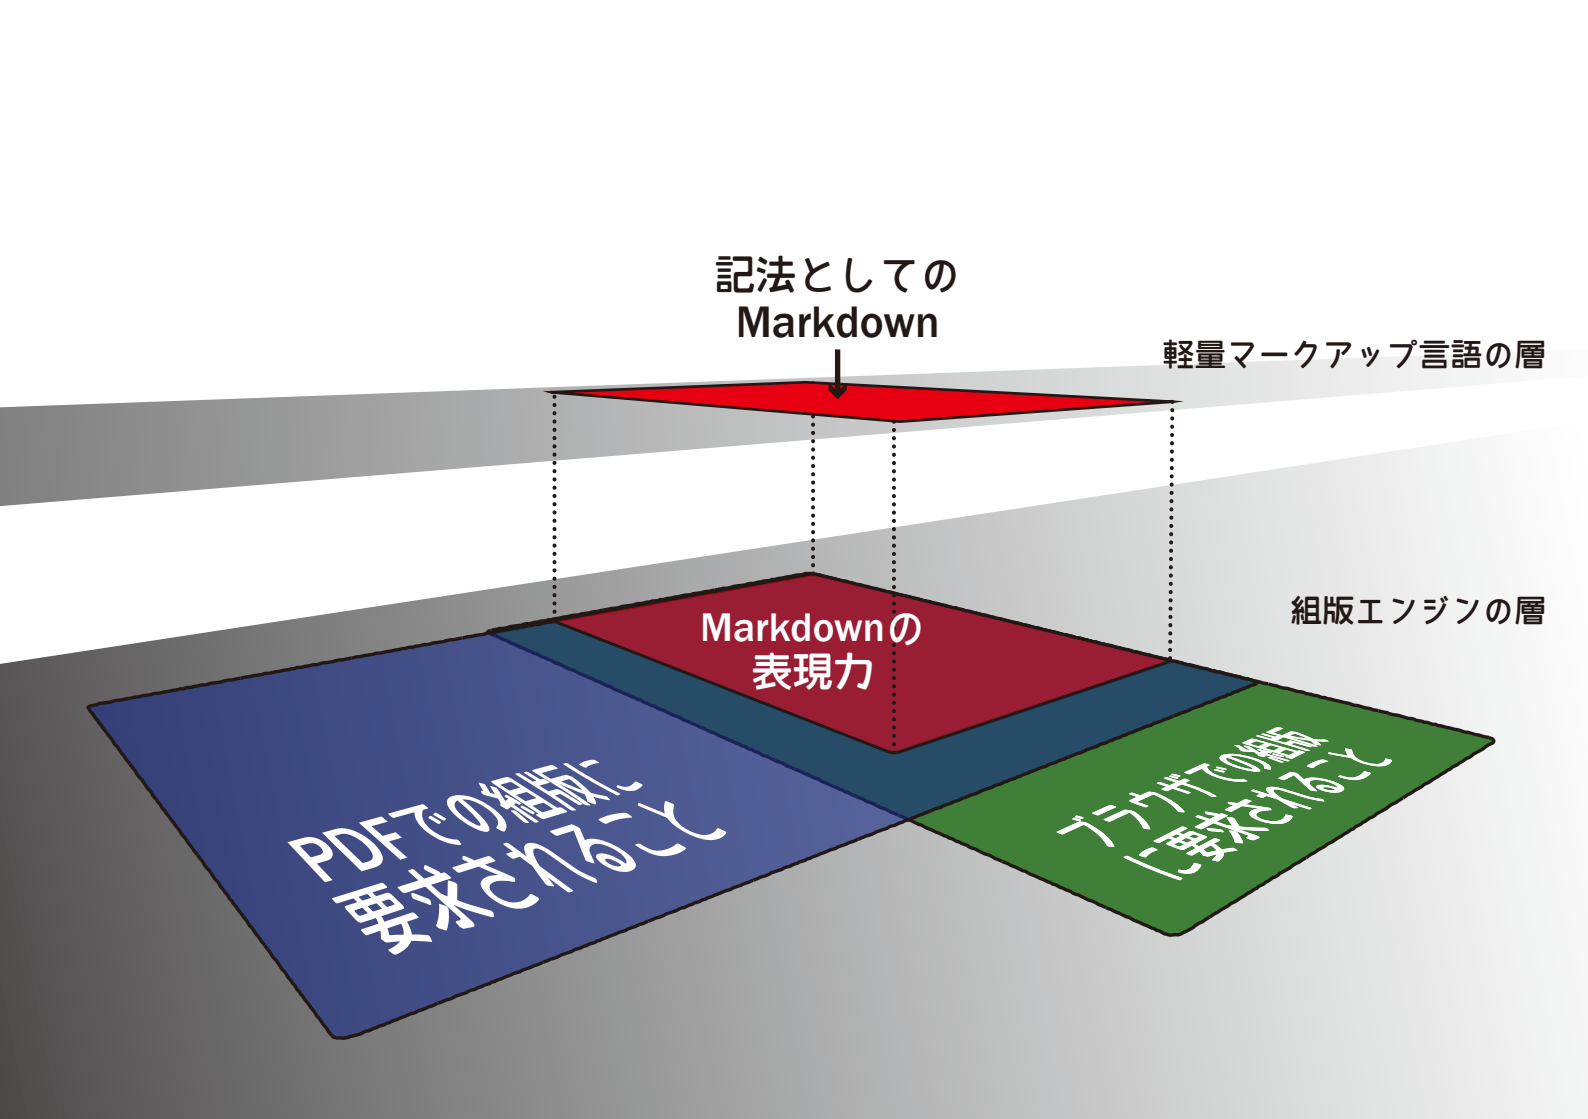 記法としての
Markdown
軽量マークアップ言語の層
組版エンジンの層
Markdownの
表現力
PDFでの組版に
要求されること
ブラウザでの組版
に要求されること